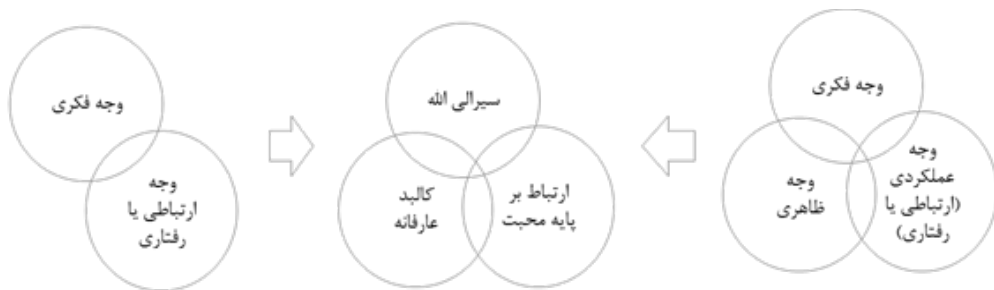 وجه فکری
وجه
ظاهری
وجه
عملکردی
(ارتباطی یا
رفتاری)
سیرالی الله
ارتباط بر
پایه محبت
کالبد
عارفانه
وجه فکری
وجه
ارتباطی یا
رفتاری